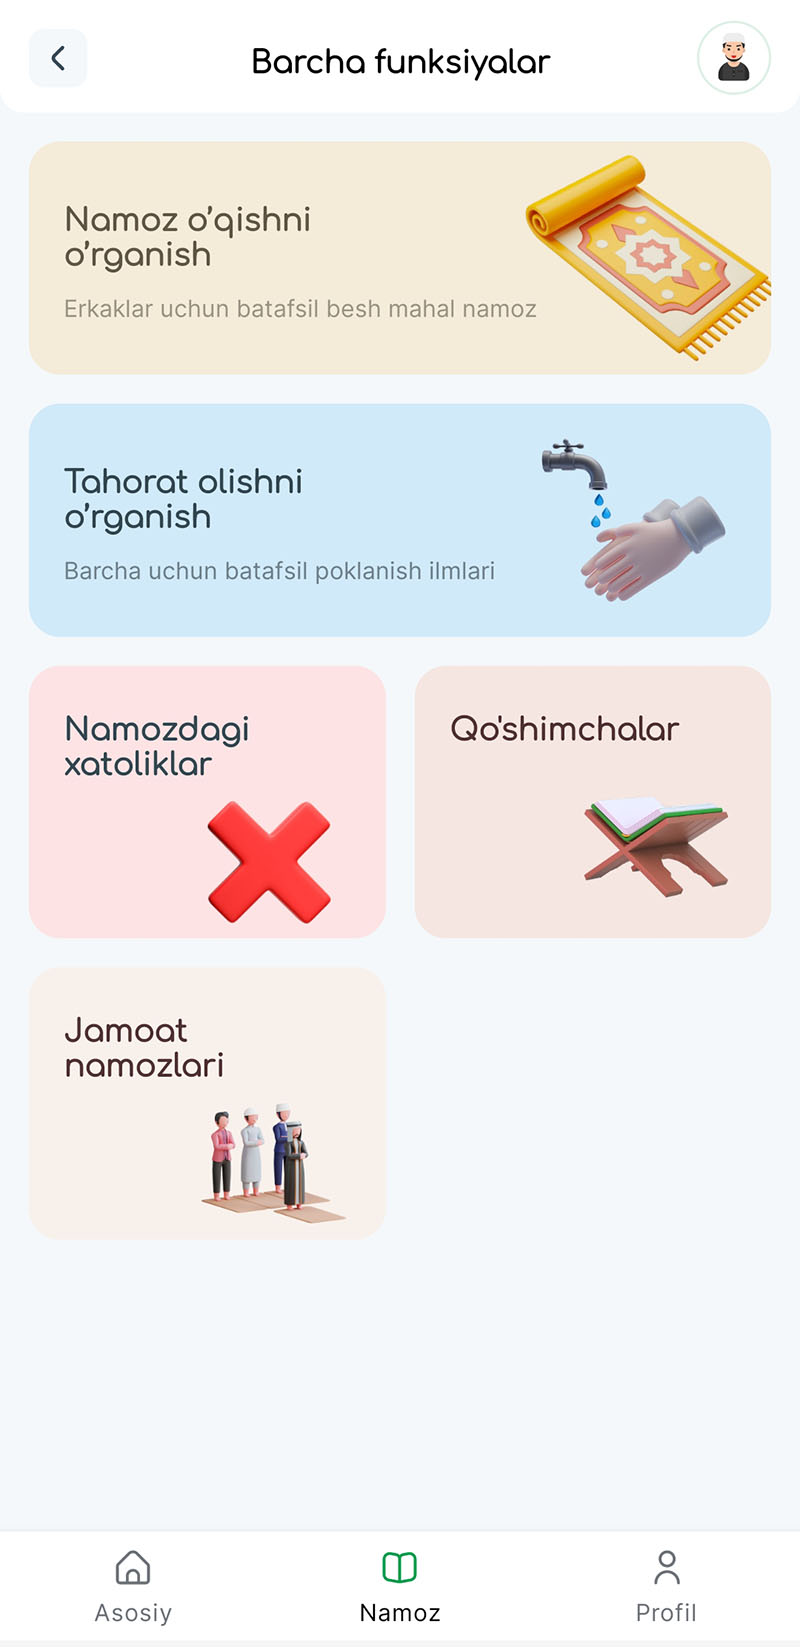 Barcha funksiyalar
Namoz o’qishni
o’rganish
Erkaklar uchun batafsil besh mahal namoz
Tahorat olishni
o’rganish
Barcha uchun batafsil poklanish ilmlari
Namozdagi
xatoliklar
Qo'shimchalar
Jamoat
namozlari
Asosiy
Namoz
Profil